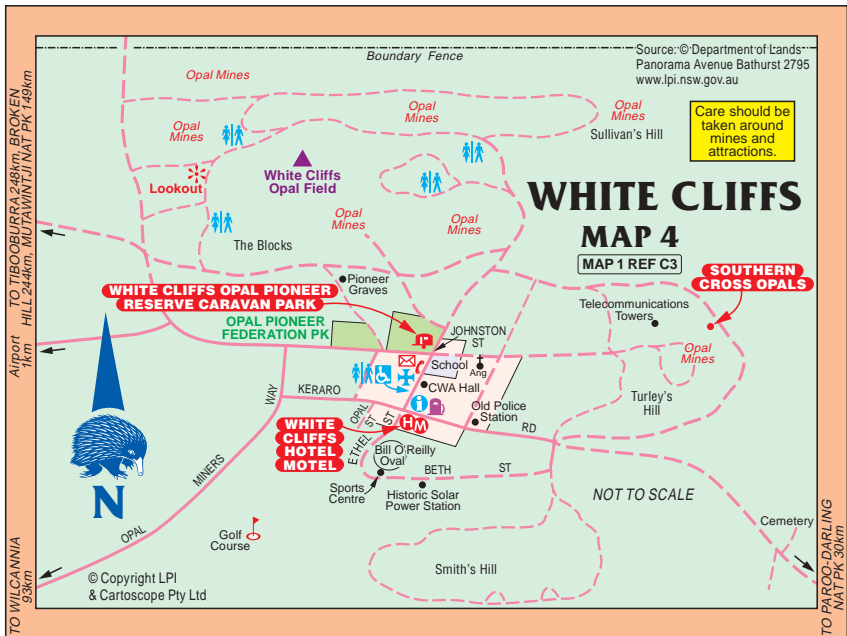 Boundary Fence
Source: © Department of Lands
Panorama Avenue Bathurst 2795
www.lpi.nsw.gov.au
Opal Mines
Opal
Mines
Opal
Mines
Opal
Mines
Sullivan's Hill
Care should be
taken around
mines and
attractions.
Lookout
White Cliffs
Opal Field
WHITE CLIFFS
MAP 4
MAP 1 REF C3
Opal
Mines
Opal
Mines
The Blocks
TO TIBOOBURRA 248km, BROKEN
HILL 244km, MUTAWINTJI NAT PK 149km
Pioneer
Graves
SOUTHERN
CROSS OPALS
WHITE CLIFFS OPAL PIONEER
RESERVE CARAVAN PARK
Telecommunications
Towers
OPAL PIONEER
FEDERATION PK
JOHNSTON
ST
Airport
1km
Opal
Mines
School
Ang
CWA Hall
KERARO
WAY
Turley's
Hill
OPAL
ST
ETHEL
ST
i
HM
Old Police
Station
RD
WHITE
CLIFFS
HOTEL
MOTEL
Bill O'Reilly
Oval
BETH
ST
Sports
Centre
Historic Solar
Power Station
MINERS
OPAL
N
NOT TO SCALE
Golf
Course
Cemetery
Smith's Hill
© Copyright LPI
& Cartoscope Pty Ltd
TO WILCANNIA
93km
TO PAROO-DARLING
NAT PK 30km